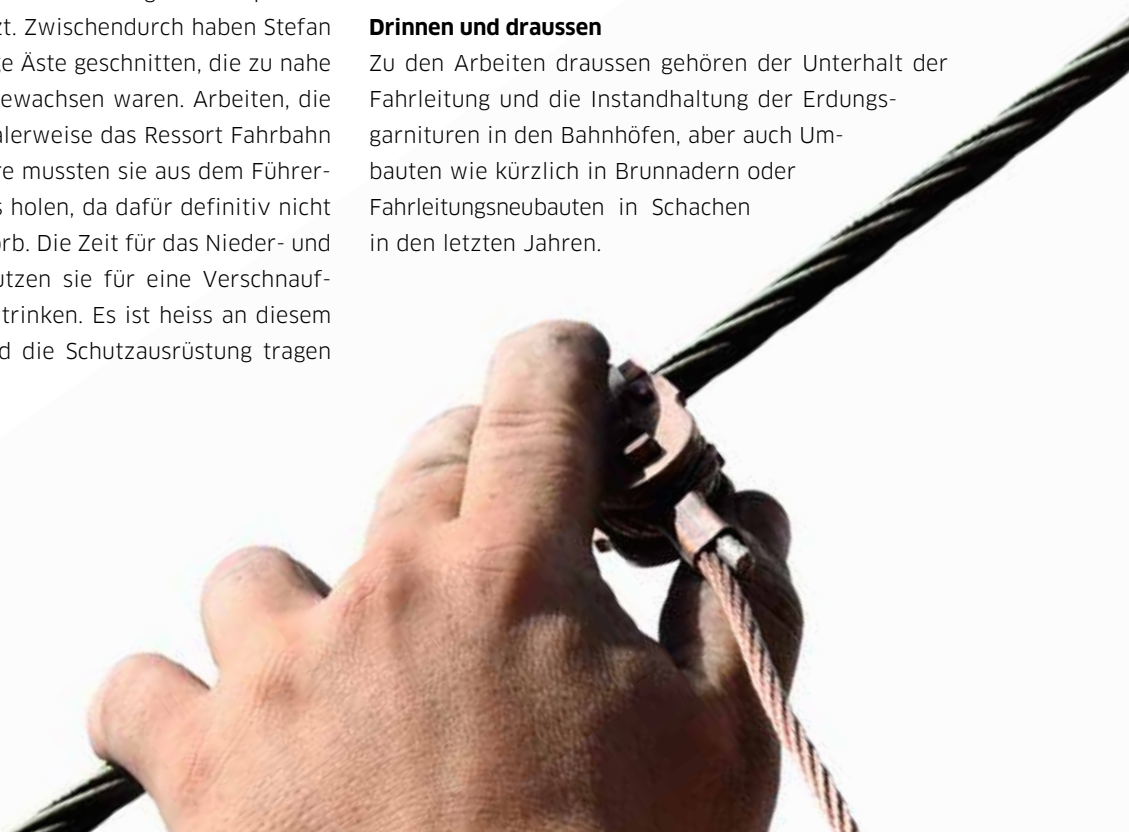 zt. Zwischendurch haben Stefan
e Äste geschnitten, die zu nahe
ewachsen waren. Arbeiten, die
alerweise das Ressort Fahrbahn
re mussten sie aus dem Führer-
s holen, da dafür definitiv nicht
orb. Die Zeit für das Nieder- und
utzen sie für eine Verschnauf-
trinken. Es ist heiss an diesem
d die Schutzausrüstung tragen
Drinnen und draussen
Zu den Arbeiten draussen gehören der Unterhalt der
Fahrleitung und die Instandhaltung der Erdungs-
garnituren in den Bahnhöfen, aber auch Um-
bauten wie kürzlich in Brunnadern oder
Fahrleitungsneubauten in Schachen
in den letzten Jahren.